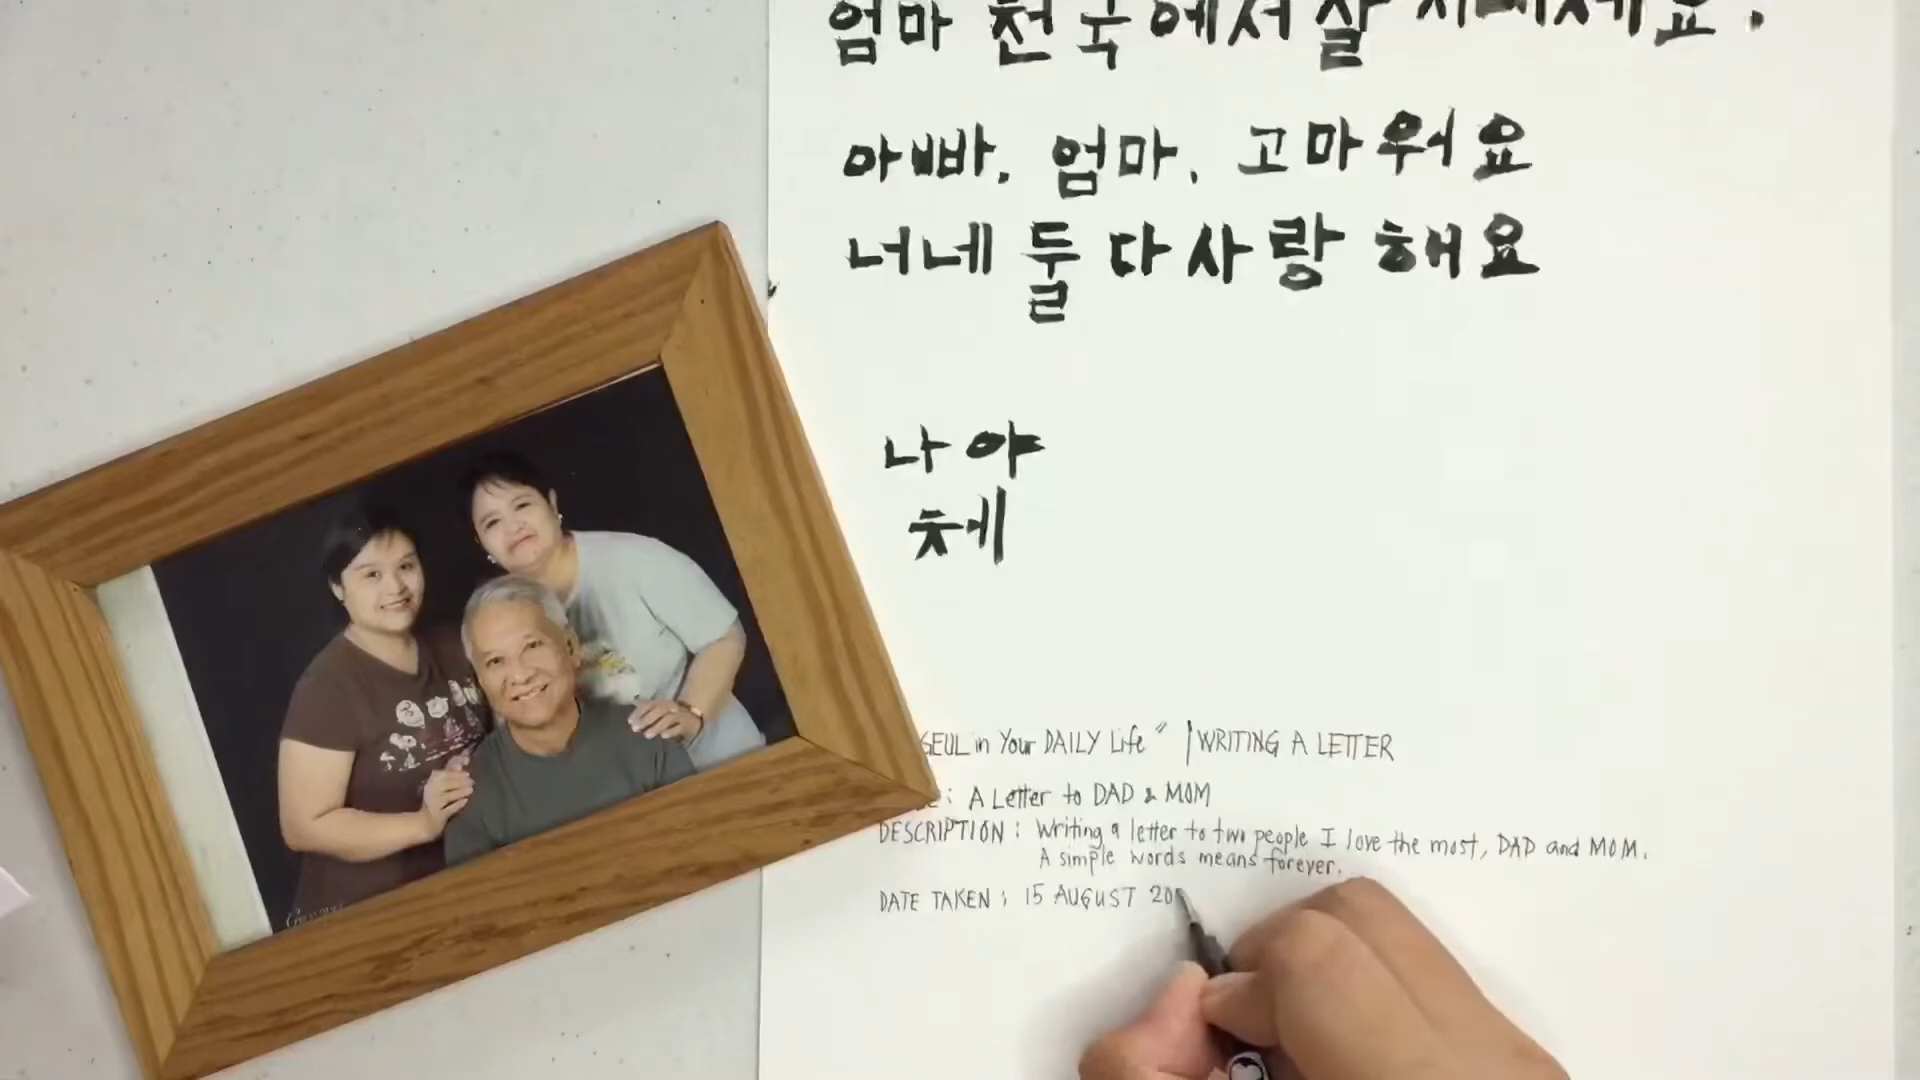 엄마 천국에서 잘 지내세요.
아빠. 엄마. 고마워요
너네 둘 다 사랑 해요
나야
체
GEUL in Your DAILY Life" | WRITING A LETTER
: A Letter to DAD & MOM
DESCRIPTION : Writing a letter to two people I love the most, DAD and MOM.
A simple words means forever.
DATE TAKEN : 15 AUGUST 20